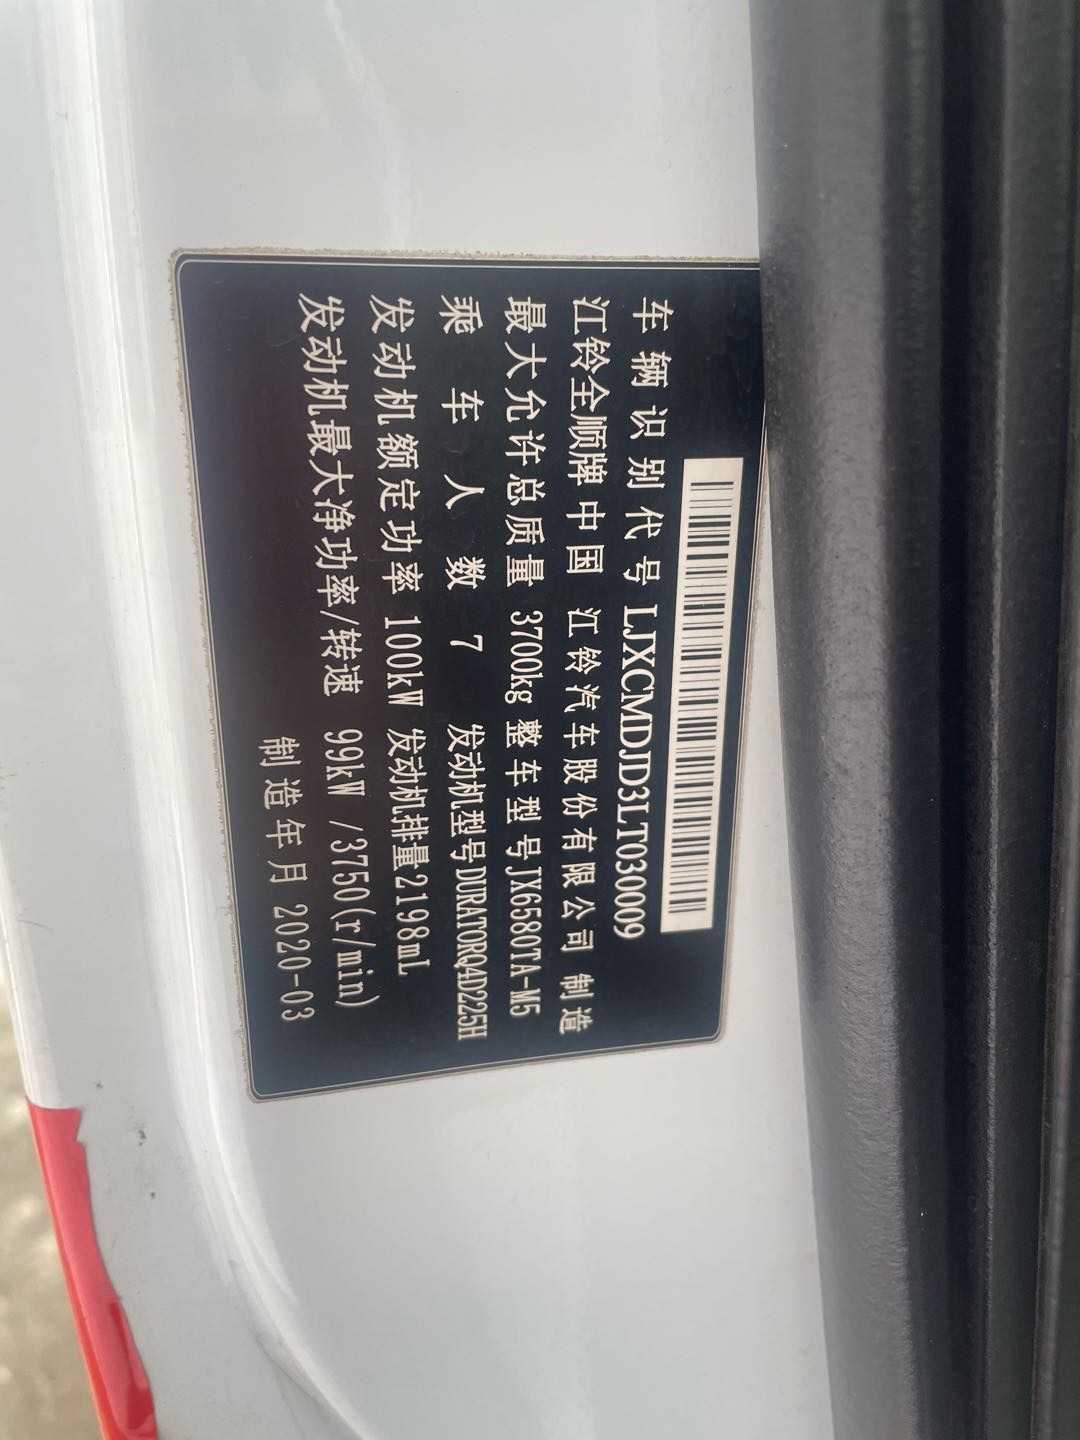 车辆识别代号 LJXCMDJD3LT030009
江铃全顺牌 中国 江铃汽车股份有限公司 制造
最大允许总质量 3700kg 整车型号 JX6580TA-M5
乘车人数 7 发动机型号 DURATORQ4D225H
发动机额定功率 100kW 发动机排量 2198mL
发动机最大净功率/转速 99kW /3750(r/min)
制造年月 2020-03